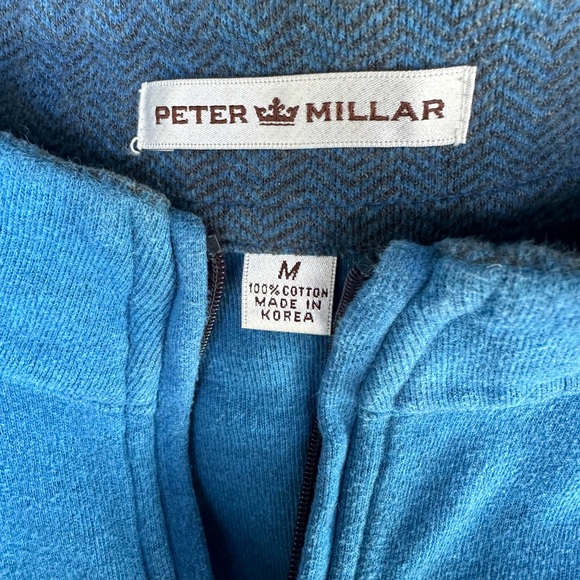 PETER MILLAR
M
100% COTTON
MADE IN
KOREA